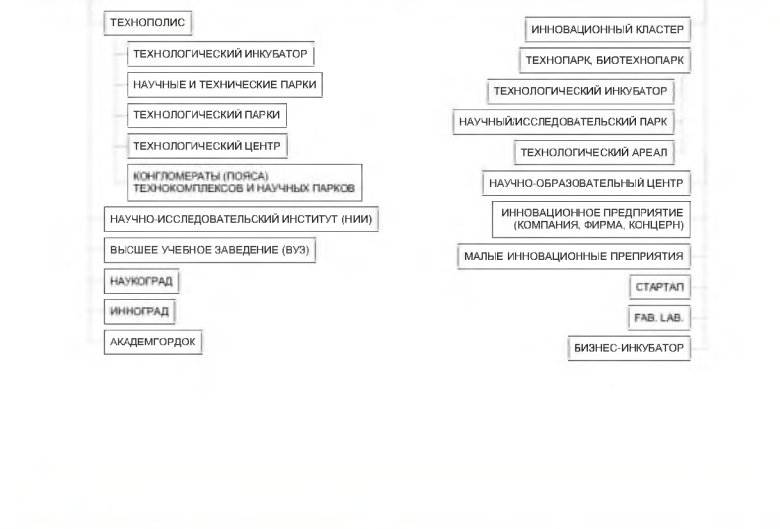 ТЕХНОПОЛИС
ТЕХНОЛОГИЧЕСКИЙ ИНКУБАТОР
НАУЧНЫЕ И ТЕХНИЧЕСКИЕ ПАРКИ
ТЕХНОЛОГИЧЕСКИЙ ПАРКИ
ТЕХНОЛОГИЧЕСКИЙ ЦЕНТР
КОНГЛОМЕРАТЫ (ПОЯСА)
ТЕХНОКОМПЛЕКСОВ И НАУЧНЫХ ПАРКОВ
НАУЧНО-ИССЛЕДОВАТЕЛЬСКИЙ ИНСТИТУТ (НИИ)
ВЫСШЕЕ УЧЕБНОЕ ЗАВЕДЕНИЕ (ВУЗ)
НАУКОГРАД
ИННОГРАД
АКАДЕМГОРДОК
ИННОВАЦИОННЫЙ КЛАСТЕР
ТЕХНОПАРК, БИОТЕХНОПАРК
ТЕХНОЛОГИЧЕСКИЙ ИНКУБАТОР
НАУЧНЫЙ/ИССЛЕДОВАТЕЛЬСКИЙ ПАРК
ТЕХНОЛОГИЧЕСКИЙ АРЕАЛ
НАУЧНО-ОБРАЗОВАТЕЛЬНЫЙ ЦЕНТР
ИННОВАЦИОННОЕ ПРЕДПРИЯТИЕ
(КОМПАНИЯ, ФИРМА, КОНЦЕРН)
МАЛЫЕ ИННОВАЦИОННЫЕ ПРЕПРИЯТИЯ
СТАРТАП
FAB. LAB.
БИЗНЕС-ИНКУБАТОР